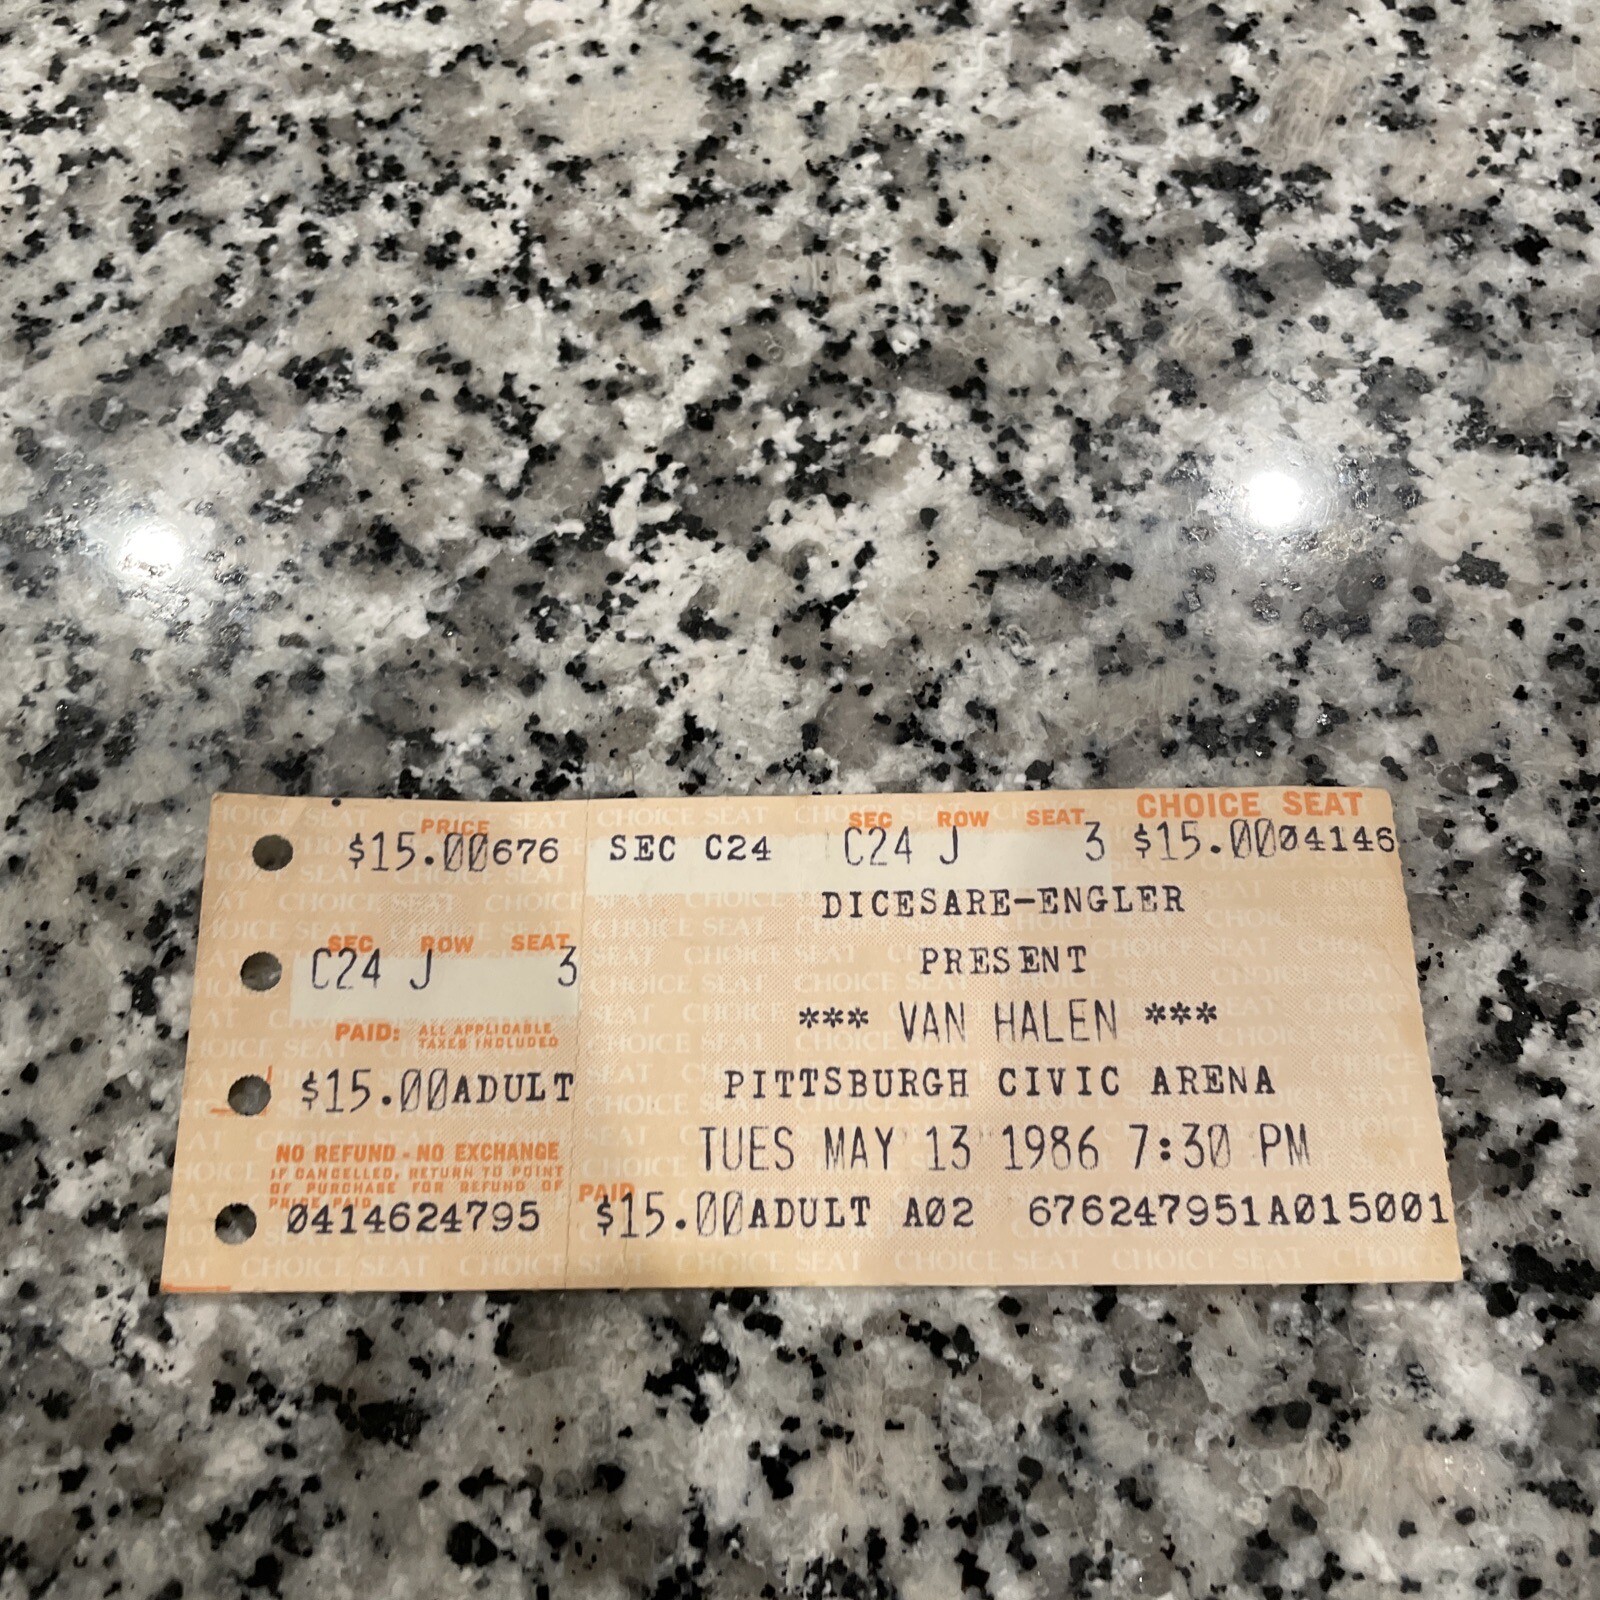 PRICE
$15.00676
SEC ROW SEAT
C24 J 3
PAID: ALL APPLICABLE
TAXES INCLUDED
$15.00ADULT
NO REFUND - NO EXCHANGE
IF CANCELLED, RETURN TO POINT
OF PURCHASE FOR REFUND OF
PRICE PAID
0414624795
SEC ROW SEAT CHOICE SEAT
SEC C24 C24 J 3 $15.0004146
DICESARE-ENGLER
PRESENT
*** VAN HALEN ***
PITTSBURGH CIVIC ARENA
TUES MAY 13 1986 7:30 PM
PAID
$15.00ADULT A02 676247951A015001